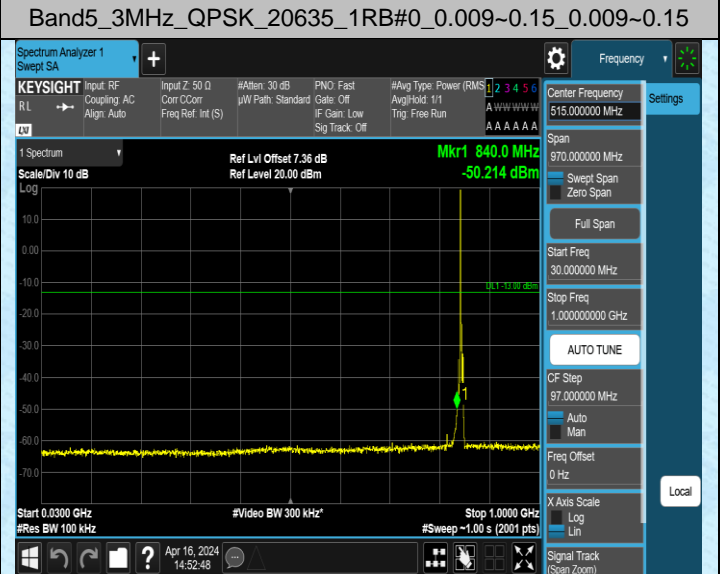 Band5_3MHz_QPSK_20635_1RB#0_0.009~0.15_0.009~0.15
Spectrum Analyzer 1
Swept SA
Frequency
KEYSIGHT
RL
LW
Input: RF
Coupling: AC
Align: Auto
Input Z: 50 Ω
Corr CCorr
Freq Ref: Int (S)
#Atten: 30 dB
µW Path: Standard
PNO: Fast
Gate: Off
IF Gain: Low
Sig Track: Off
#Avg Type: Power (RMS
Avg|Hold: 1/1
Trig: Free Run
1 2 3 4 5 6
A W W W W W
A A A A A A
1 Spectrum
Scale/Div 10 dB
Ref Lvl Offset 7.36 dB
Ref Level 20.00 dBm
Mkr1 840.0 MHz
-50.214 dBm
Log
10.0
0.00
-10.0
-20.0
-30.0
-40.0
-50.0
-60.0
-70.0
DL1 -13.00 dBm
1
Start 0.0300 GHz
#Res BW 100 kHz
#Video BW 300 kHz*
Stop 1.0000 GHz
#Sweep ~1.00 s (2001 pts)
Center Frequency
515.000000 MHz
Settings
Span
970.000000 MHz
Swept Span
Zero Span
Full Span
Start Freq
30.000000 MHz
Stop Freq
1.000000000 GHz
AUTO TUNE
CF Step
97.000000 MHz
Auto
Man
Freq Offset
0 Hz
X Axis Scale
Log
Lin
Local
Signal Track
(Span Zoom)
?
Apr 16, 2024
14:52:48